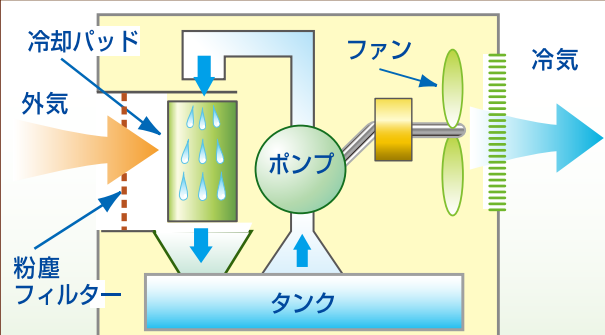 冷却パッド
ファン
冷気
外気
ポンプ
粉塵
フィルター
タンク